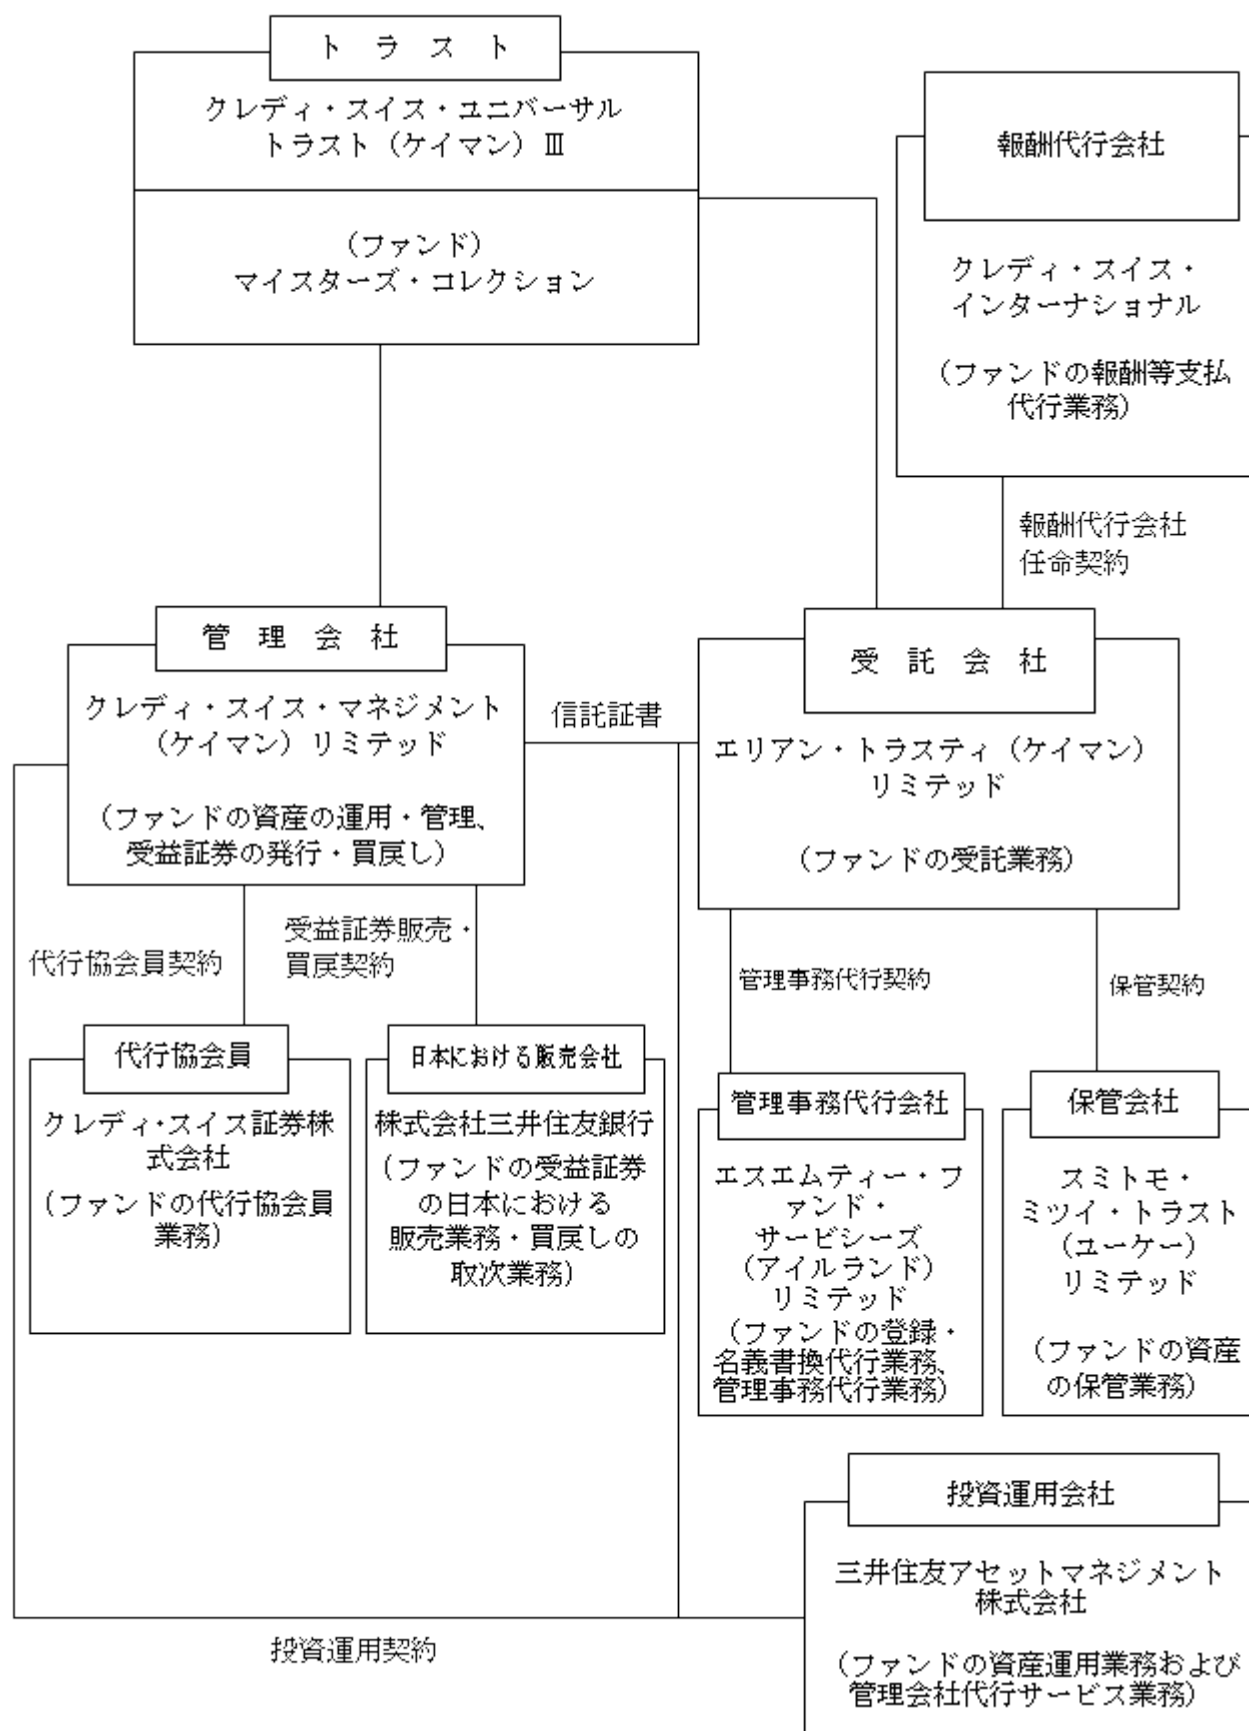 トラスト
クレディ・スイス・ユニバーサル
トラスト（ケイマン）Ⅲ
（ファンド）
マイスターズ・コレクション
報酬代行会社
クレディ・スイス・
インターナショナル
（ファンドの報酬等支払
代行業務）
報酬代行会社
任命契約
管理会社
クレディ・スイス・マネジメント
（ケイマン）リミテッド
（ファンドの資産の運用・管理、
受益証券の発行・買戻し）
信託証書
受託会社
エリアン・トラスティ（ケイマン）
リミテッド
（ファンドの受託業務）
代行協会員契約
受益証券販売・
買戻契約
管理事務代行契約
保管契約
代行協会員
クレディ・スイス証券株
式会社
（ファンドの代行協会員
業務）
日本における販売会社
株式会社三井住友銀行
（ファンドの受益証券
の日本における
販売業務・買戻しの
取次業務）
管理事務代行会社
エスエムティー・フ
ァンド・
サービシーズ
（アイルランド）
リミテッド
（ファンドの登録・
名義書換代行業務、
管理事務代行業務）
保管会社
スミトモ・
ミツイ・トラスト
（ユーケー）
リミテッド
（ファンドの資産
の保管業務）
投資運用会社
三井住友アセットマネジメント
株式会社
（ファンドの資産運用業務および
管理会社代行サービス業務）
投資運用契約